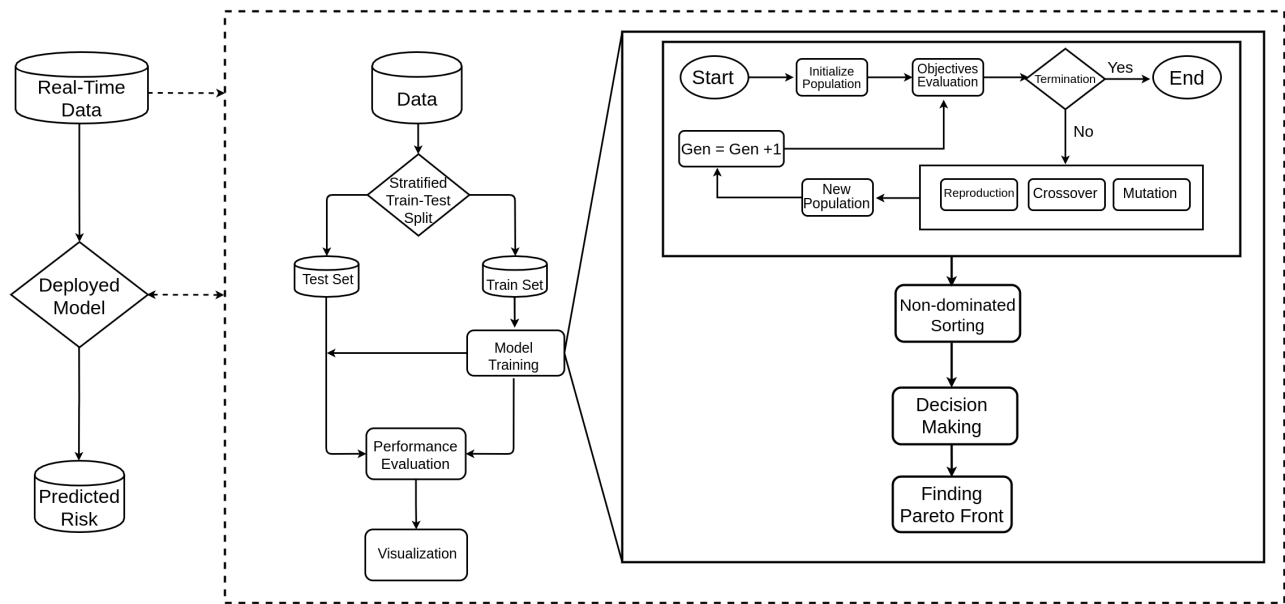 Real-Time
Data
Deployed
Model
Predicted
Risk
Data
Stratified
Train-Test
Split
Test Set
Train Set
Model
Training
Performance
Evaluation
Visualization
Start
Initialize
Population
Objectives
Evaluation
Termination
Yes
End
No
Gen = Gen +1
New
Population
Reproduction
Crossover
Mutation
Non-dominated
Sorting
Decision
Making
Finding
Pareto Front